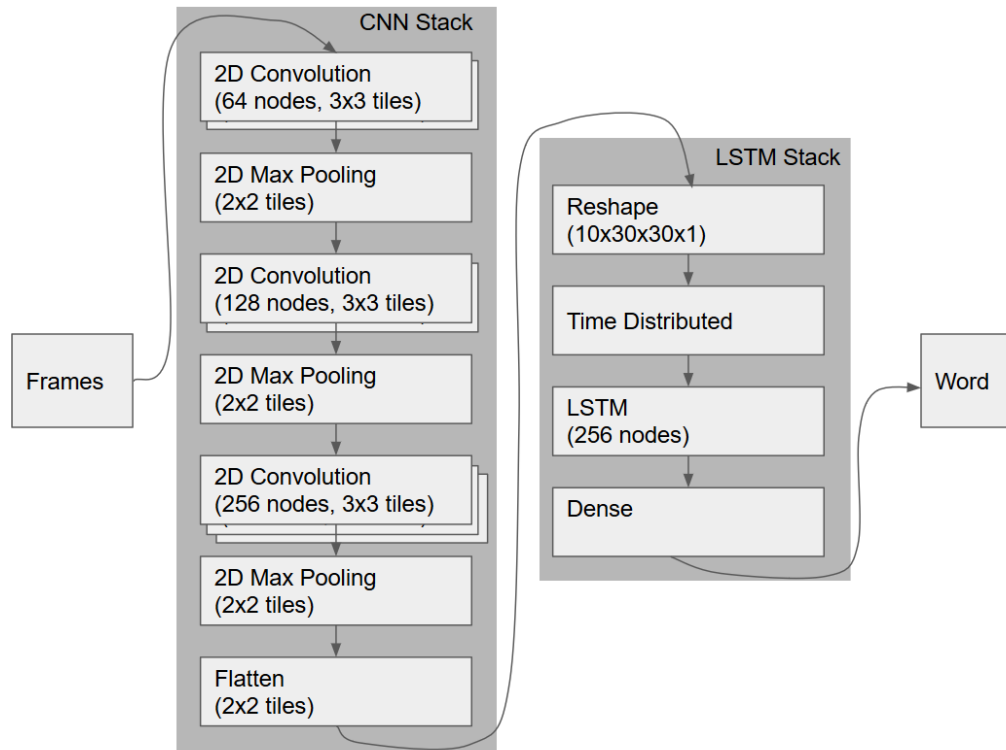 CNN Stack
2D Convolution
(64 nodes, 3x3 tiles)
2D Max Pooling
(2x2 tiles)
2D Convolution
(128 nodes, 3x3 tiles)
Frames
2D Max Pooling
(2x2 tiles)
2D Convolution
(256 nodes, 3x3 tiles)
2D Max Pooling
(2x2 tiles)
Flatten
(2x2 tiles)
LSTM Stack
Reshape
(10x30x30x1)
Time Distributed
LSTM
(256 nodes)
Dense
Word